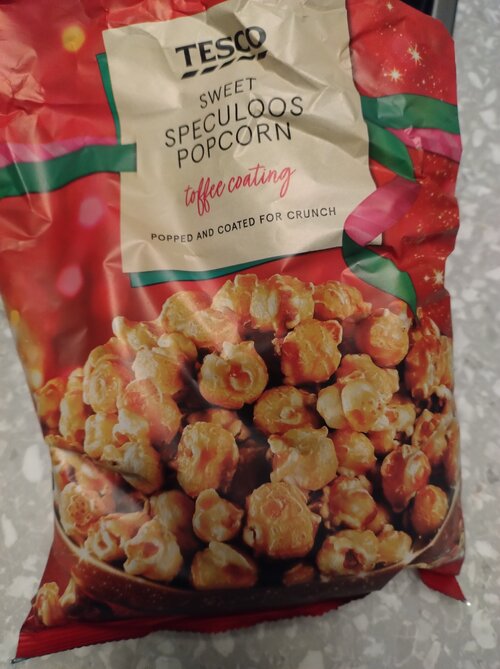 TESCO
SWEET
SPECULOOS
POPCORN
toffee coating
POPPED AND COATED FOR CRUNCH